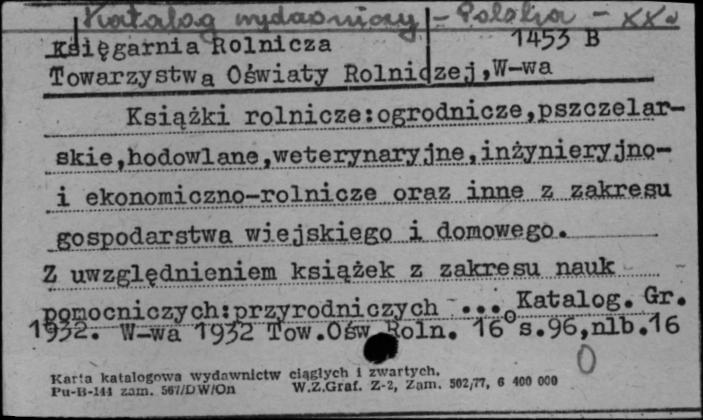 Katalog wydawniczy - Polska - XX w.
Księgarnia Rolnicza 1453 B
Towarzystwa Oświaty Rolniczej,W-wa
Książki rolnicze:ogrodnicze,pszczelar-
skie,hodowlane,weterynaryjne,inżynieryjno-
i ekonomiczno-rolnicze oraz inne z zakresu
gospodarstwa wiejskiego i domowego.
Z uwzględnieniem książek z zakresu nauk
pomocniczych:przyrodniczych ... Katalog. Gr.
1932. W-wa 1932 Tow.Ośw Roln. 16° s.96,nlb.16
0
Karta katalogowa wydawnictw ciągłych i zwartych.
Pu-B-144 zam. 567/DW/On W.Z.Graf. Z-2, Zam. 502/77, 6 400 000